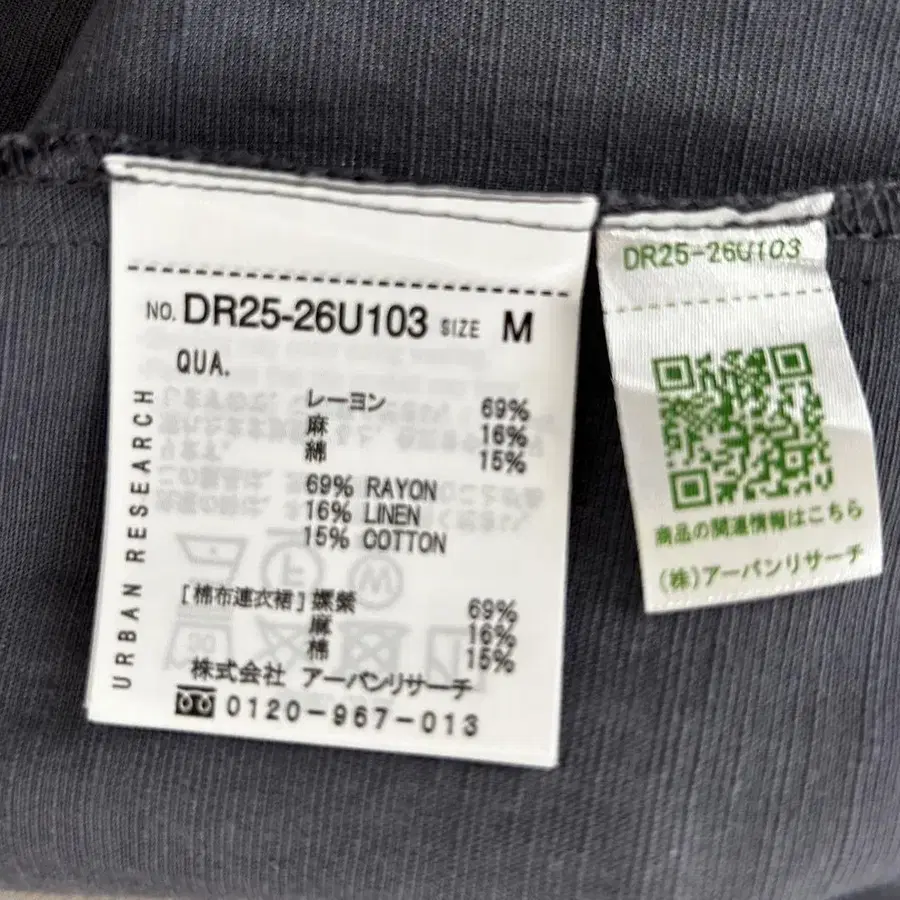 NO. DR25-26U103 SIZE M
QUA.
レーヨン 69%
麻 16%
綿 15%
69% RAYON
16% LINEN
15% COTTON
[棉布連衣裙] 嫘縈 69%
麻 16%
棉 15%
株式会社 アーバンリサーチ
0120-967-013
URBAN RESEARCH
DR25-26U103
商品の関連情報はこちら
(株)アーバンリサーチ